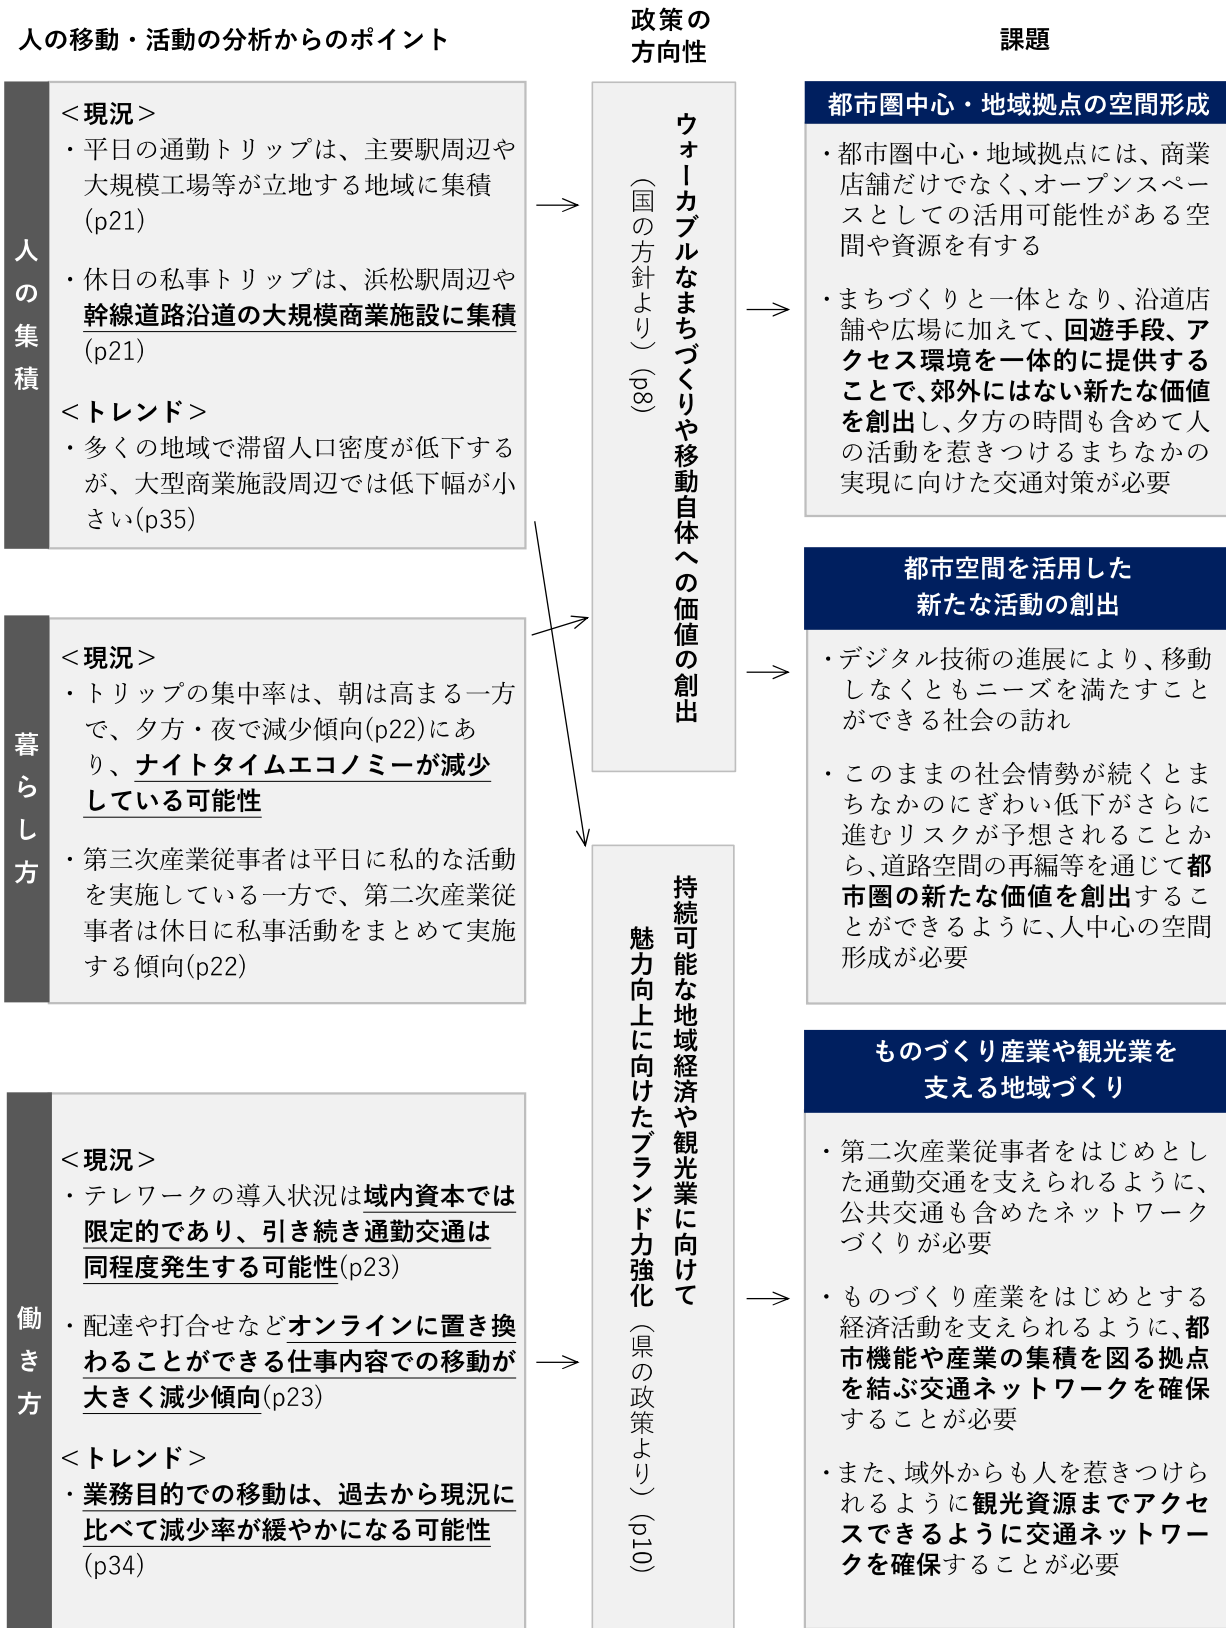 人の移動・活動の分析からのポイント
政策の
方向性
課題
人の集積
＜現況＞
・平日の通勤トリップは、主要駅周辺や
大規模工場等が立地する地域に集積
(p21)
・休日の私事トリップは、浜松駅周辺や
幹線道路沿道の大規模商業施設に集積
(p21)
＜トレンド＞
・多くの地域で滞留人口密度が低下する
が、大型商業施設周辺では低下幅が小
さい(p35)
暮らし方
＜現況＞
・トリップの集中率は、朝は高まる一方
で、夕方・夜で減少傾向(p22)にあ
り、ナイトタイムエコノミーが減少
している可能性
・第三次産業従事者は平日に私的な活動
を実施している一方で、第二次産業従
事者は休日に私事活動をまとめて実施
する傾向(p22)
働き方
＜現況＞
・テレワークの導入状況は域内資本では
限定的であり、引き続き通勤交通は
同程度発生する可能性(p23)
・配達や打合せなどオンラインに置き換
わることができる仕事内容での移動が
大きく減少傾向(p23)
＜トレンド＞
・業務目的での移動は、過去から現況に
比べて減少率が緩やかになる可能性
(p34)
ウォーカブルなまちづくりや移動自体への価値の創出
（国の方針より）(p8)
持続可能な地域経済や観光業に向けて
魅力向上に向けたブランド力強化（県の政策より）(p10)
都市圏中心・地域拠点の空間形成
・都市圏中心・地域拠点には、商業
店舗だけでなく、オープンスペー
スとしての活用可能性がある空
間や資源を有する
・まちづくりと一体となり、沿道店
舗や広場に加えて、回遊手段、ア
クセス環境を一体的に提供する
ことで、郊外にはない新たな価値
を創出し、夕方の時間も含めて人
の活動を惹きつけるまちなかの
実現に向けた交通対策が必要
都市空間を活用した
新たな活動の創出
・デジタル技術の進展により、移動
しなくともニーズを満たすこと
ができる社会の訪れ
・このままの社会情勢が続くとま
ちなかのにぎわい低下がさらに
進むリスクが予想されることか
ら、道路空間の再編等を通じて都
市圏の新たな価値を創出するこ
とができるように、人中心の空間
形成が必要
ものづくり産業や観光業を
支える地域づくり
・第二次産業従事者をはじめとし
た通勤交通を支えられるように、
公共交通も含めたネットワーク
づくりが必要
・ものづくり産業をはじめとする
経済活動を支えられるように、都
市機能や産業の集積を図る拠点
を結ぶ交通ネットワークを確保
することが必要
・また、域外からも人を惹きつけら
れるように観光資源までアクセ
スできるように交通ネットワー
クを確保することが必要